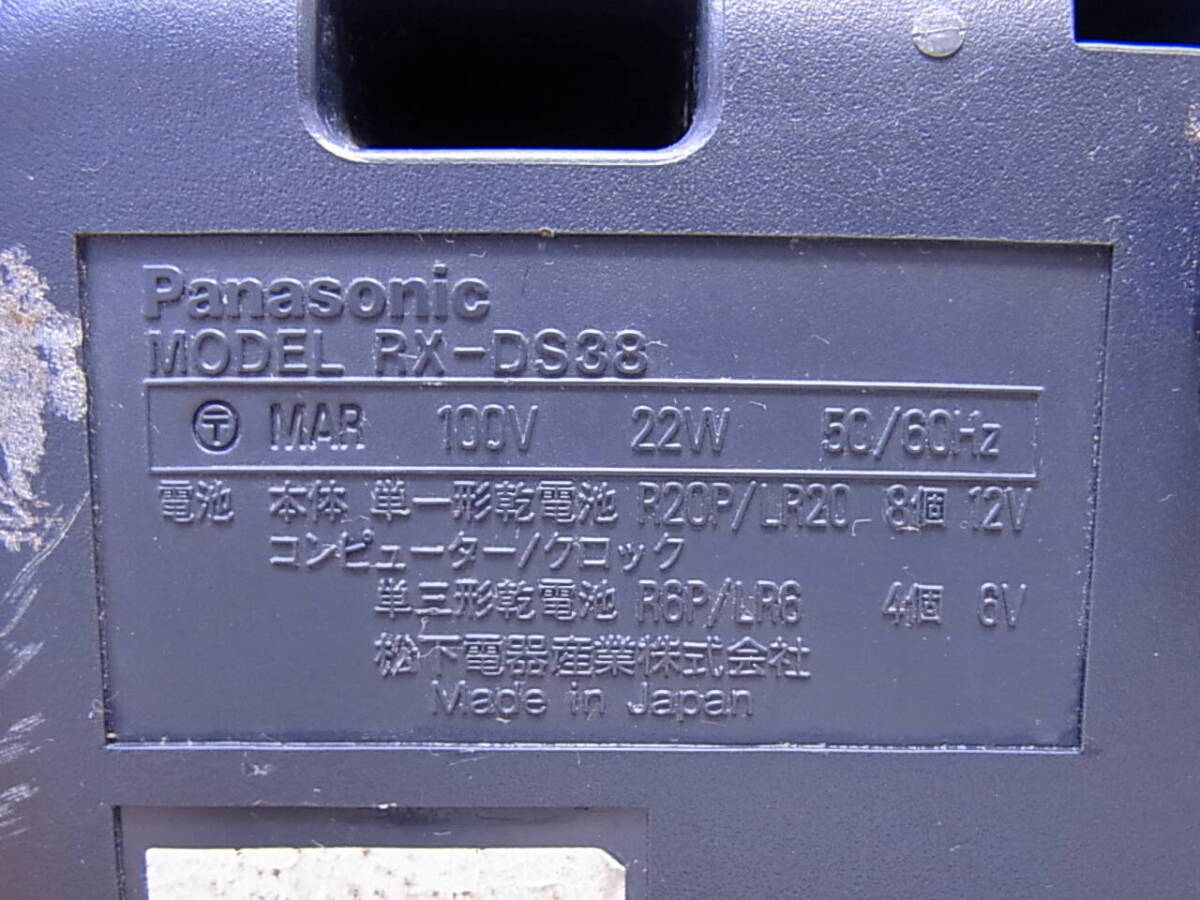 Panasonic
MODEL RX-DS38
〒 MAR 100V 22W 50/60Hz
電池 本体 単一形乾電池 R20P/LR20 8個 12V
コンピューター/クロック
単三形乾電池 R6P/LR6 4個 6V
松下電器産業株式会社
Made in Japan